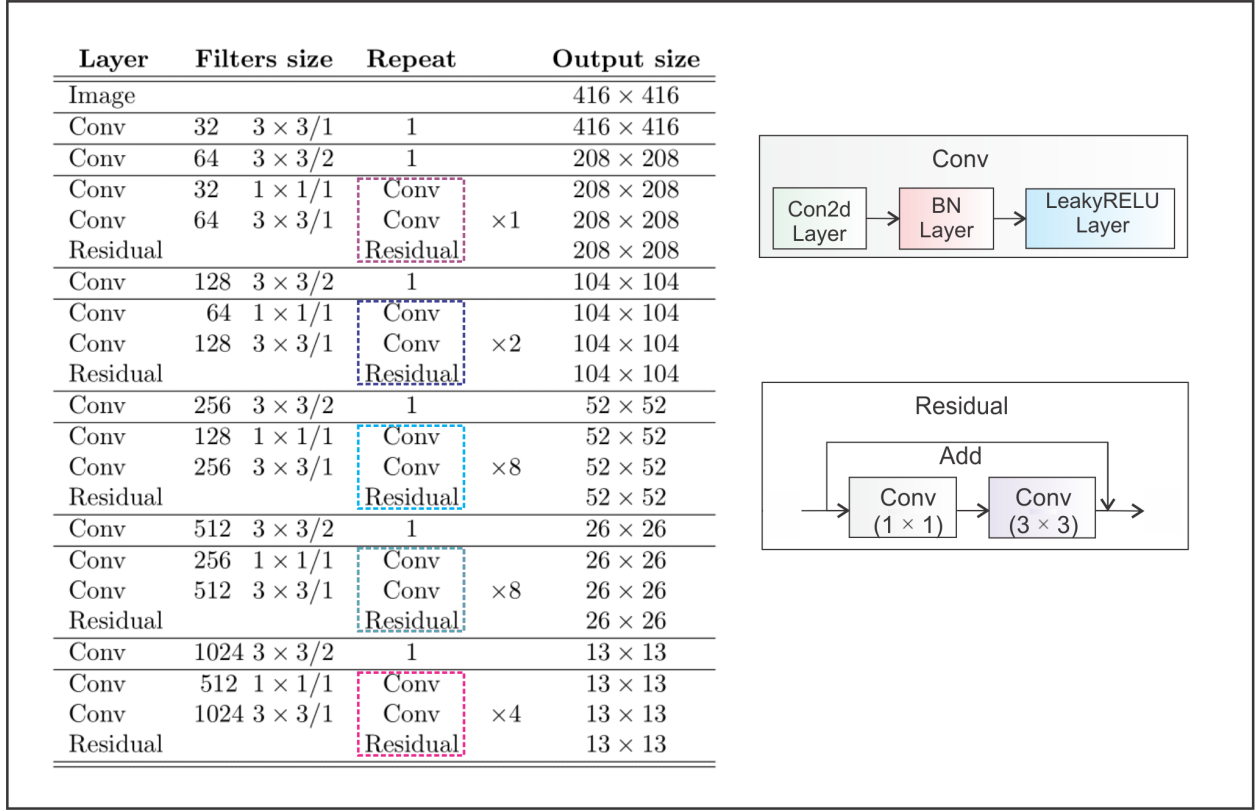 Layer Filters size Repeat Output size
Image 416 × 416
Conv 32 3 × 3/1 1 416 × 416
Conv 64 3 × 3/2 1 208 × 208
Conv 32 1 × 1/1 Conv 208 × 208
Conv 64 3 × 3/1 Conv ×1 208 × 208
Residual Residual 208 × 208
Conv 128 3 × 3/2 1 104 × 104
Conv 64 1 × 1/1 Conv 104 × 104
Conv 128 3 × 3/1 Conv ×2 104 × 104
Residual Residual 104 × 104
Conv 256 3 × 3/2 1 52 × 52
Conv 128 1 × 1/1 Conv 52 × 52
Conv 256 3 × 3/1 Conv ×8 52 × 52
Residual Residual 52 × 52
Conv 512 3 × 3/2 1 26 × 26
Conv 256 1 × 1/1 Conv 26 × 26
Conv 512 3 × 3/1 Conv ×8 26 × 26
Residual Residual 26 × 26
Conv 1024 3 × 3/2 1 13 × 13
Conv 512 1 × 1/1 Conv 13 × 13
Conv 1024 3 × 3/1 Conv ×4 13 × 13
Residual Residual 13 × 13
Conv
Con2d
Layer
BN
Layer
LeakyRELU
Layer
Residual
Add
Conv
(1 × 1)
Conv
(3 × 3)